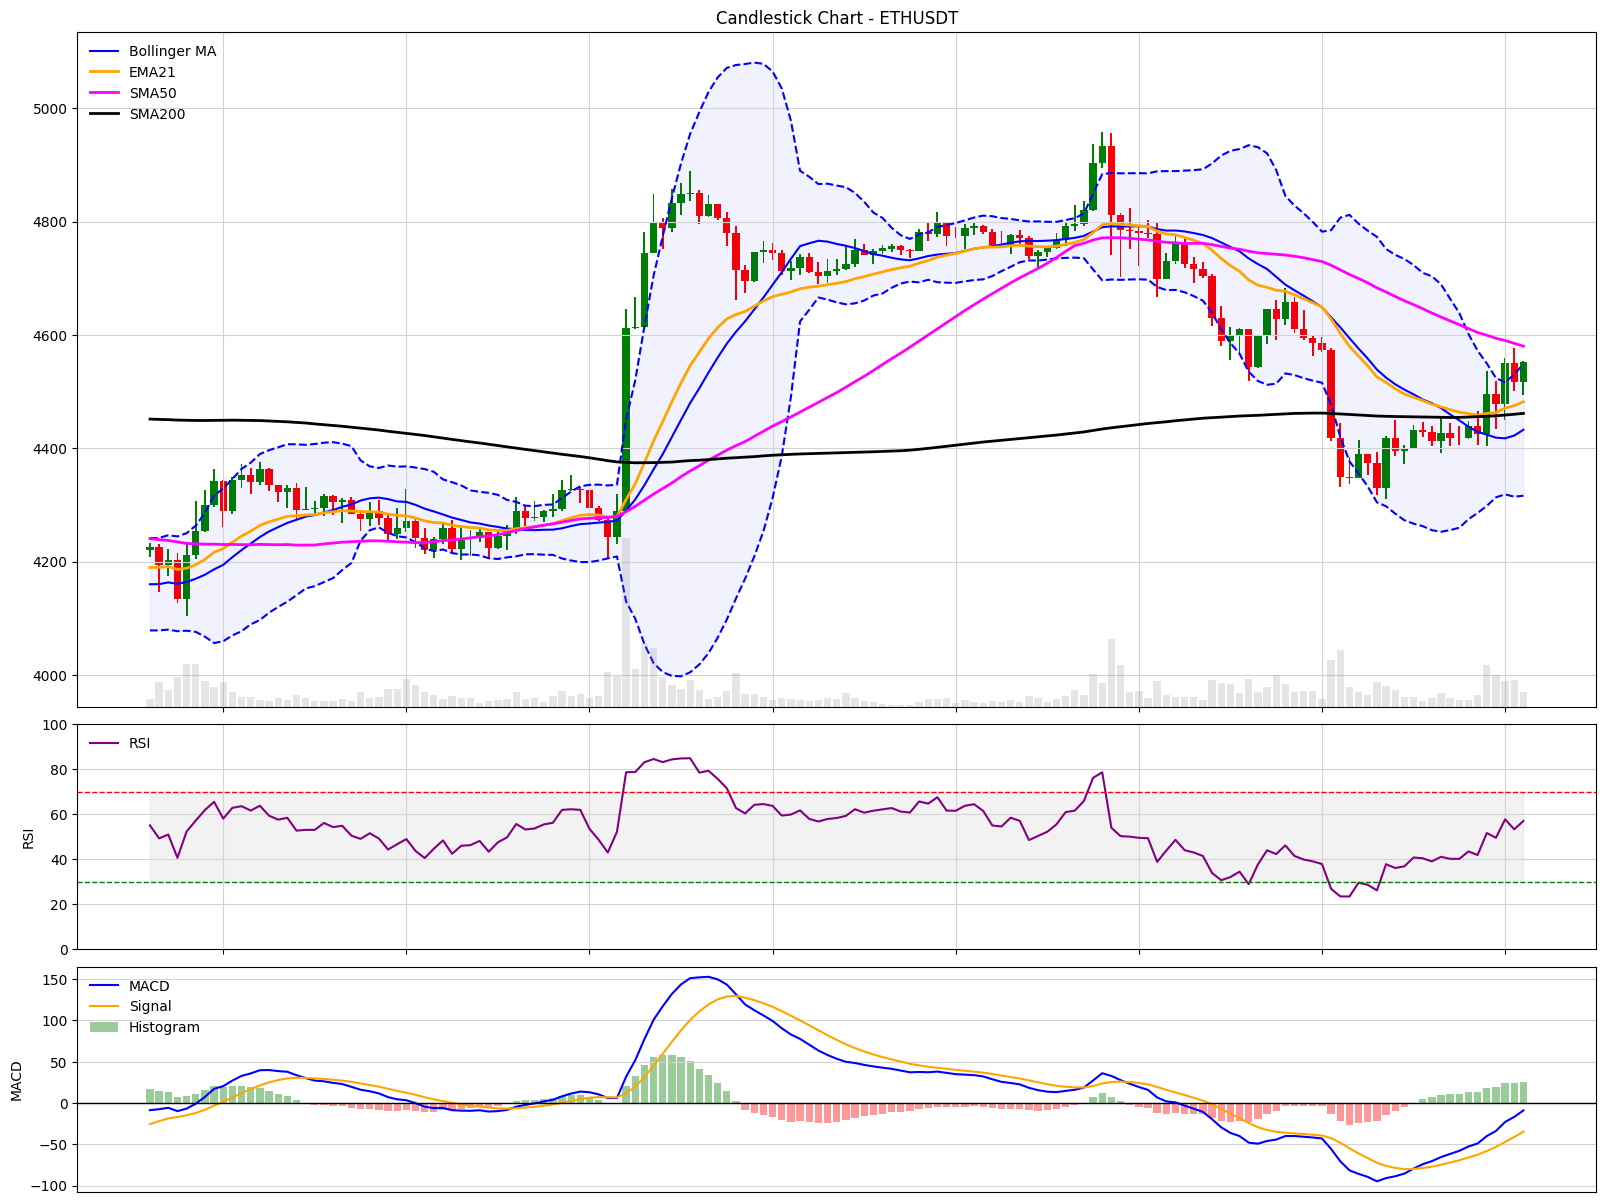 Candlestick Chart - ETHUSDT
Bollinger MA
EMA21
SMA50
SMA200
5000
4800
4600
4400
4200
4000
RSI
100
80
60
40
20
0
RSI
MACD
Signal
Histogram
150
100
50
0
−50
−100
MACD